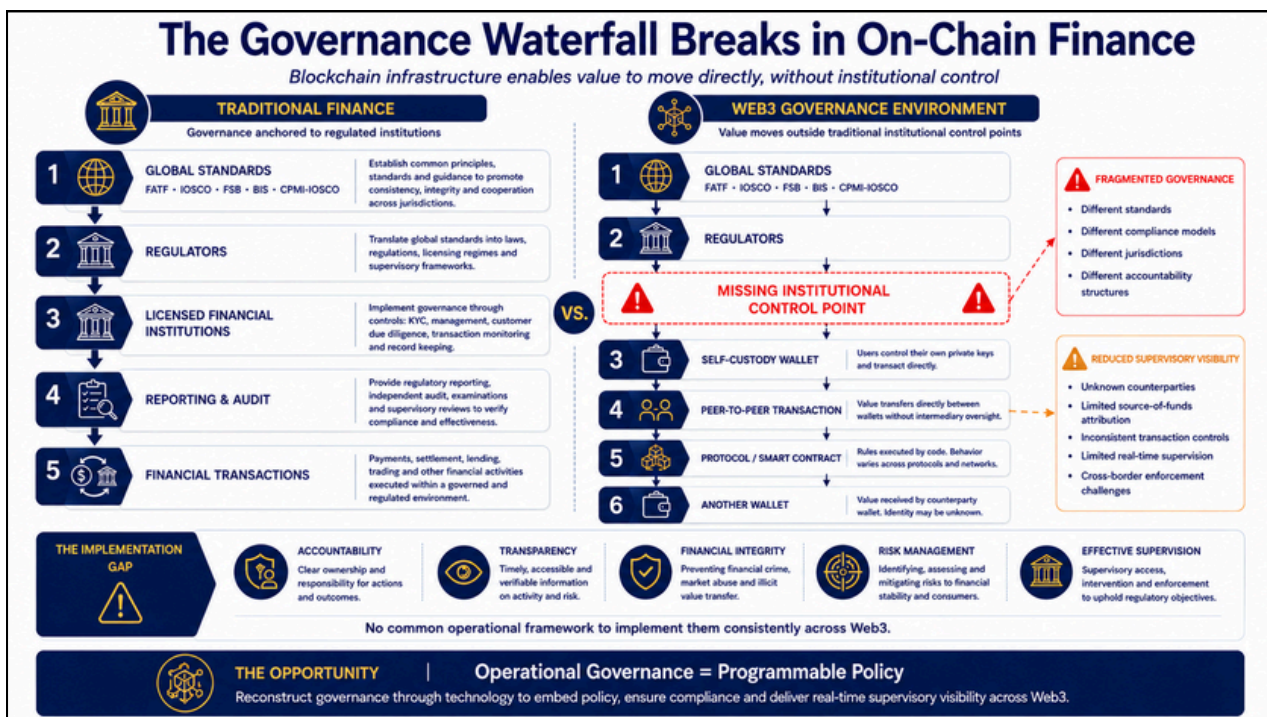 The Governance Waterfall Breaks in On-Chain Finance
Blockchain infrastructure enables value to move directly, without institutional control
TRADITIONAL FINANCE
Governance anchored to regulated institutions
1
GLOBAL STANDARDS
FATF • IOSCO • FSB • BIS • CPMI-IOSCO
Establish common principles,
standards and guidance to promote
consistency, integrity and cooperation
across jurisdictions.
2
REGULATORS
Translate global standards into laws,
regulations, licensing regimes and
supervisory frameworks.
3
LICENSED FINANCIAL
INSTITUTIONS
Implement governance through
controls: KYC, management, customer
due diligence, transaction monitoring
and record keeping.
4
REPORTING & AUDIT
Provide regulatory reporting,
independent audit, examinations
and supervisory reviews to verify
compliance and effectiveness.
5
FINANCIAL TRANSACTIONS
Payments, settlement, lending,
trading and other financial activities
executed within a governed and
regulated environment.
VS.
WEB3 GOVERNANCE ENVIRONMENT
Value moves outside traditional institutional control points
1
GLOBAL STANDARDS
FATF • IOSCO • FSB • BIS • CPMI-IOSCO
2
REGULATORS
MISSING INSTITUTIONAL
CONTROL POINT
3
SELF-CUSTODY WALLET
Users control their own private keys
and transact directly.
4
PEER-TO-PEER TRANSACTION
Value transfers directly between
wallets without intermediary oversight.
5
PROTOCOL / SMART CONTRACT
Rules executed by code. Behavior
varies across protocols and networks.
6
ANOTHER WALLET
Value received by counterparty
wallet. Identity may be unknown.
FRAGMENTED GOVERNANCE
• Different standards
• Different compliance models
• Different jurisdictions
• Different accountability
structures
REDUCED SUPERVISORY VISIBILITY
• Unknown counterparties
• Limited source-of-funds
attribution
• Inconsistent transaction controls
• Limited real-time supervision
• Cross-border enforcement
challenges
THE IMPLEMENTATION
GAP
ACCOUNTABILITY
Clear ownership and
responsibility for actions
and outcomes.
TRANSPARENCY
Timely, accessible and
verifiable information
on activity and risk.
FINANCIAL INTEGRITY
Preventing financial crime,
market abuse and illicit
value transfer.
RISK MANAGEMENT
Identifying, assessing and
mitigating risks to financial
stability and consumers.
EFFECTIVE SUPERVISION
Supervisory access,
intervention and enforcement
to uphold regulatory objectives.
No common operational framework to implement them consistently across Web3.
THE OPPORTUNITY | Operational Governance = Programmable Policy
Reconstruct governance through technology to embed policy, ensure compliance and deliver real-time supervisory visibility across Web3.